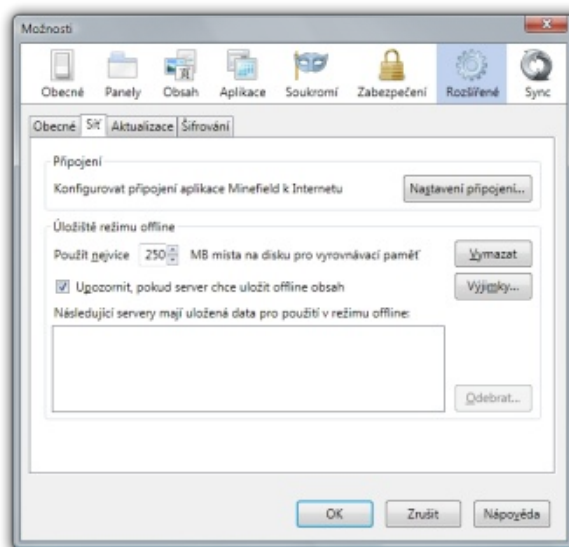 Možnosti
Obecné Panely Obsah Aplikace Soukromí Zabezpečení Rozšířené Sync
Obecné Síť Aktualizace Šifrování
Připojení
Konfigurovat připojení aplikace Minefield k Internetu Nastavení připojení...
Úložiště režimu offline
Použít nejvíce 250 MB místa na disku pro vyrovnávací paměť Vymazat
Upozornit, pokud server chce uložit offline obsah Výjimky...
Následující servery mají uložená data pro použití v režimu offline:
Odebrat...
OK Zrušit Nápověda